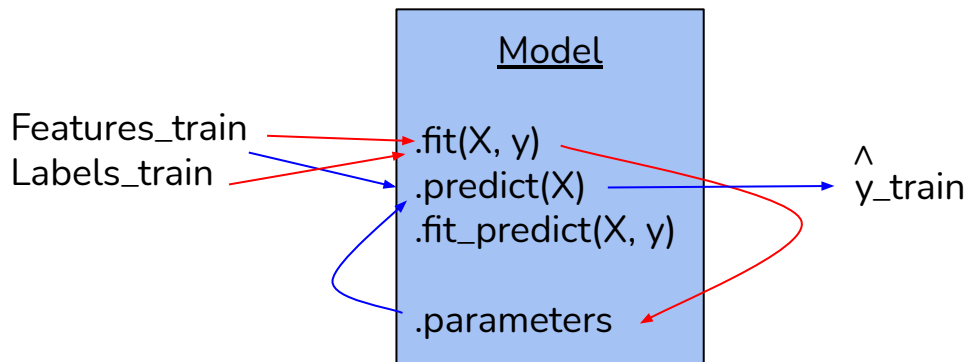 Model
Features_train
Labels_train
.fit(X, y)
.predict(X)
.fit_predict(X, y)
.parameters
^
y_train